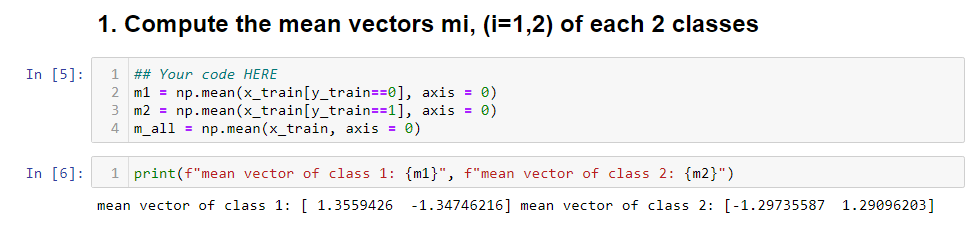 1. Compute the mean vectors mi, (i=1,2) of each 2 classes
In [5]:
1 ## Your code HERE
2 m1 = np.mean(x_train[y_train==0], axis = 0)
3 m2 = np.mean(x_train[y_train==1], axis = 0)
4 m_all = np.mean(x_train, axis = 0)
In [6]:
1 print(f"mean vector of class 1: {m1}", f"mean vector of class 2: {m2}")
mean vector of class 1: [ 1.3559426  -1.34746216] mean vector of class 2: [-1.29735587  1.29096203]